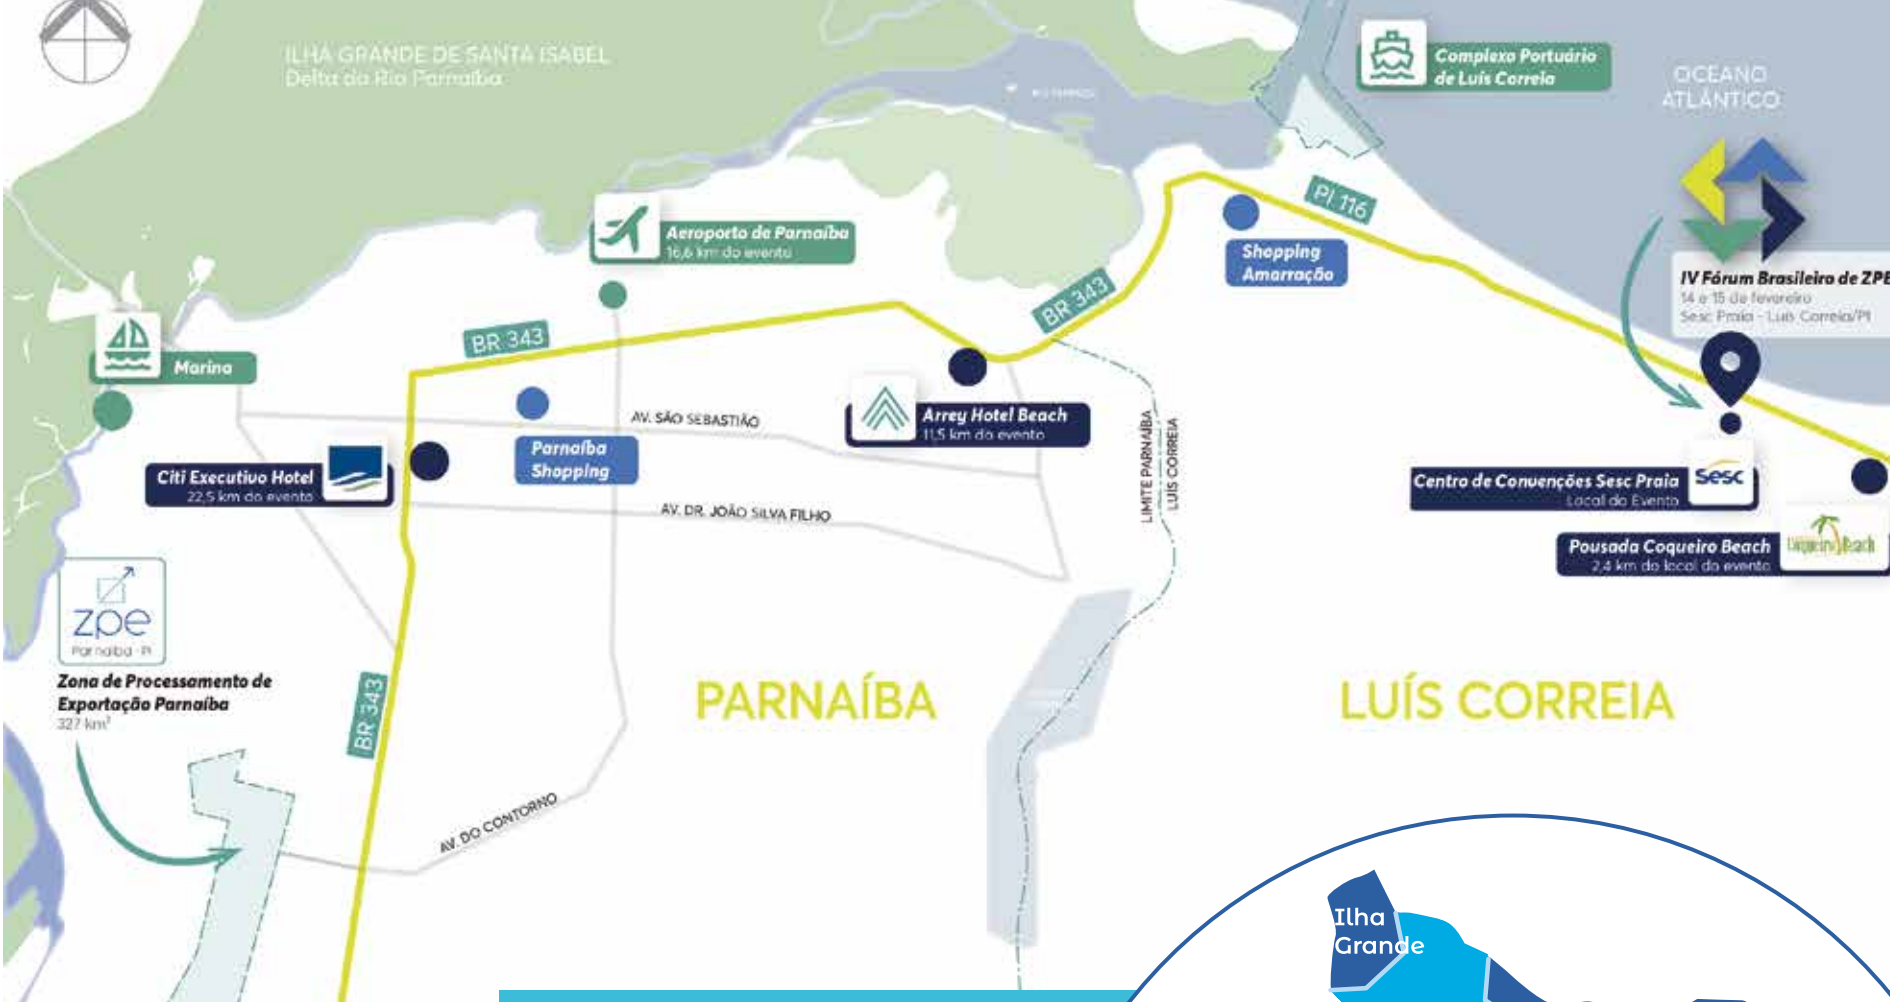 ILHA GRANDE DE SANTA ISABEL
Delta do Rio Parnaíba
Complexo Portuário
de Luís Correia
OCEANO
ATLÂNTICO
PI 116
Aeroporto de Parnaíba
16,6 km do evento
Shopping
Amarração
IV Fórum Brasileiro de ZPE
14 e 15 de fevereiro
Sesc Praia - Luís Correia/PI
BR 343
BR 343
Marina
AV. SÃO SEBASTIÃO
Arrey Hotel Beach
11,5 km do evento
LIMITE PARNAÍBA
LUÍS CORREIA
Parnaíba
Shopping
Citi Executivo Hotel
22,5 km do evento
Centro de Convenções Sesc Praia
Local do Evento
Sesc
AV. DR. JOÃO SILVA FILHO
Pousada Coqueiro Beach
2,4 km do local do evento
Coqueiro Beach
zpe
Parnaíba - PI
Zona de Processamento de
Exportação Parnaíba
327 km²
BR 343
PARNAÍBA
LUÍS CORREIA
AV. DO CONTORNO
Ilha
Grande